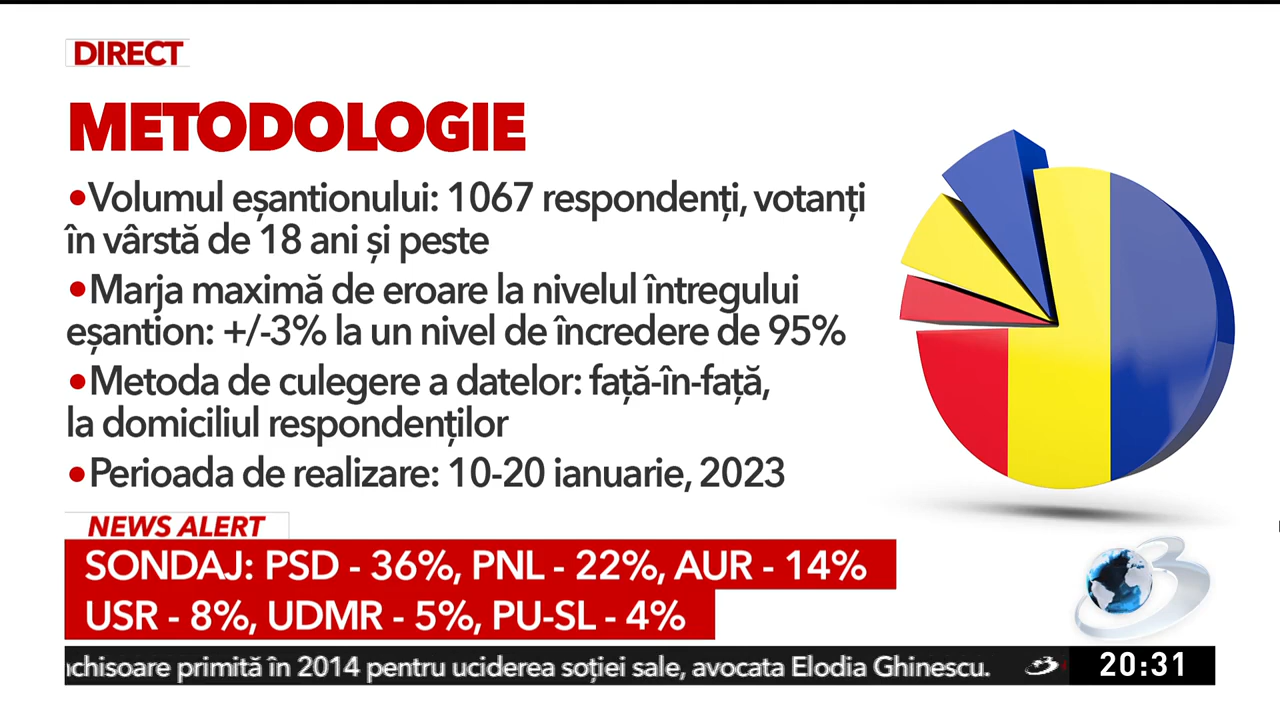 DIRECT
METODOLOGIE
•Volumul eșantionului: 1067 respondenți, votanți
în vârstă de 18 ani și peste
•Marja maximă de eroare la nivelul întregului
eșantion: +/-3% la un nivel de încredere de 95%
•Metoda de culegere a datelor: față-în-față,
la domiciliul respondenților
•Perioada de realizare: 10-20 ianuarie, 2023
NEWS ALERT
SONDAJ: PSD - 36%, PNL - 22%, AUR - 14%
USR - 8%, UDMR - 5%, PU-SL - 4%
nchisoare primită în 2014 pentru uciderea soției sale, avocata Elodia Ghinescu.
20:31